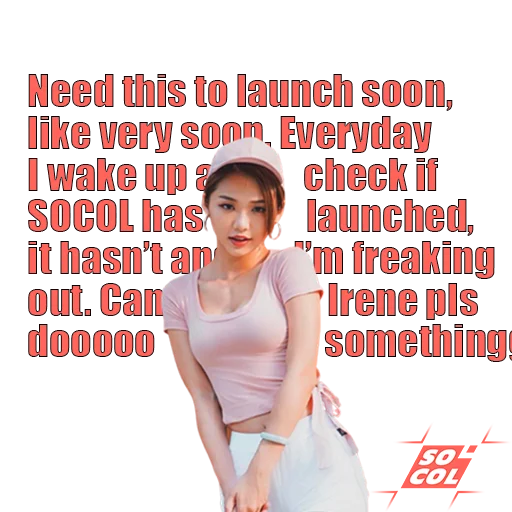 Need this to launch soon,
like very soon. Everyday
I wake up a check if
SOCOL has launched,
it hasn't an I'm freaking
out. Can Irene pls
dooooo something
SO
COL